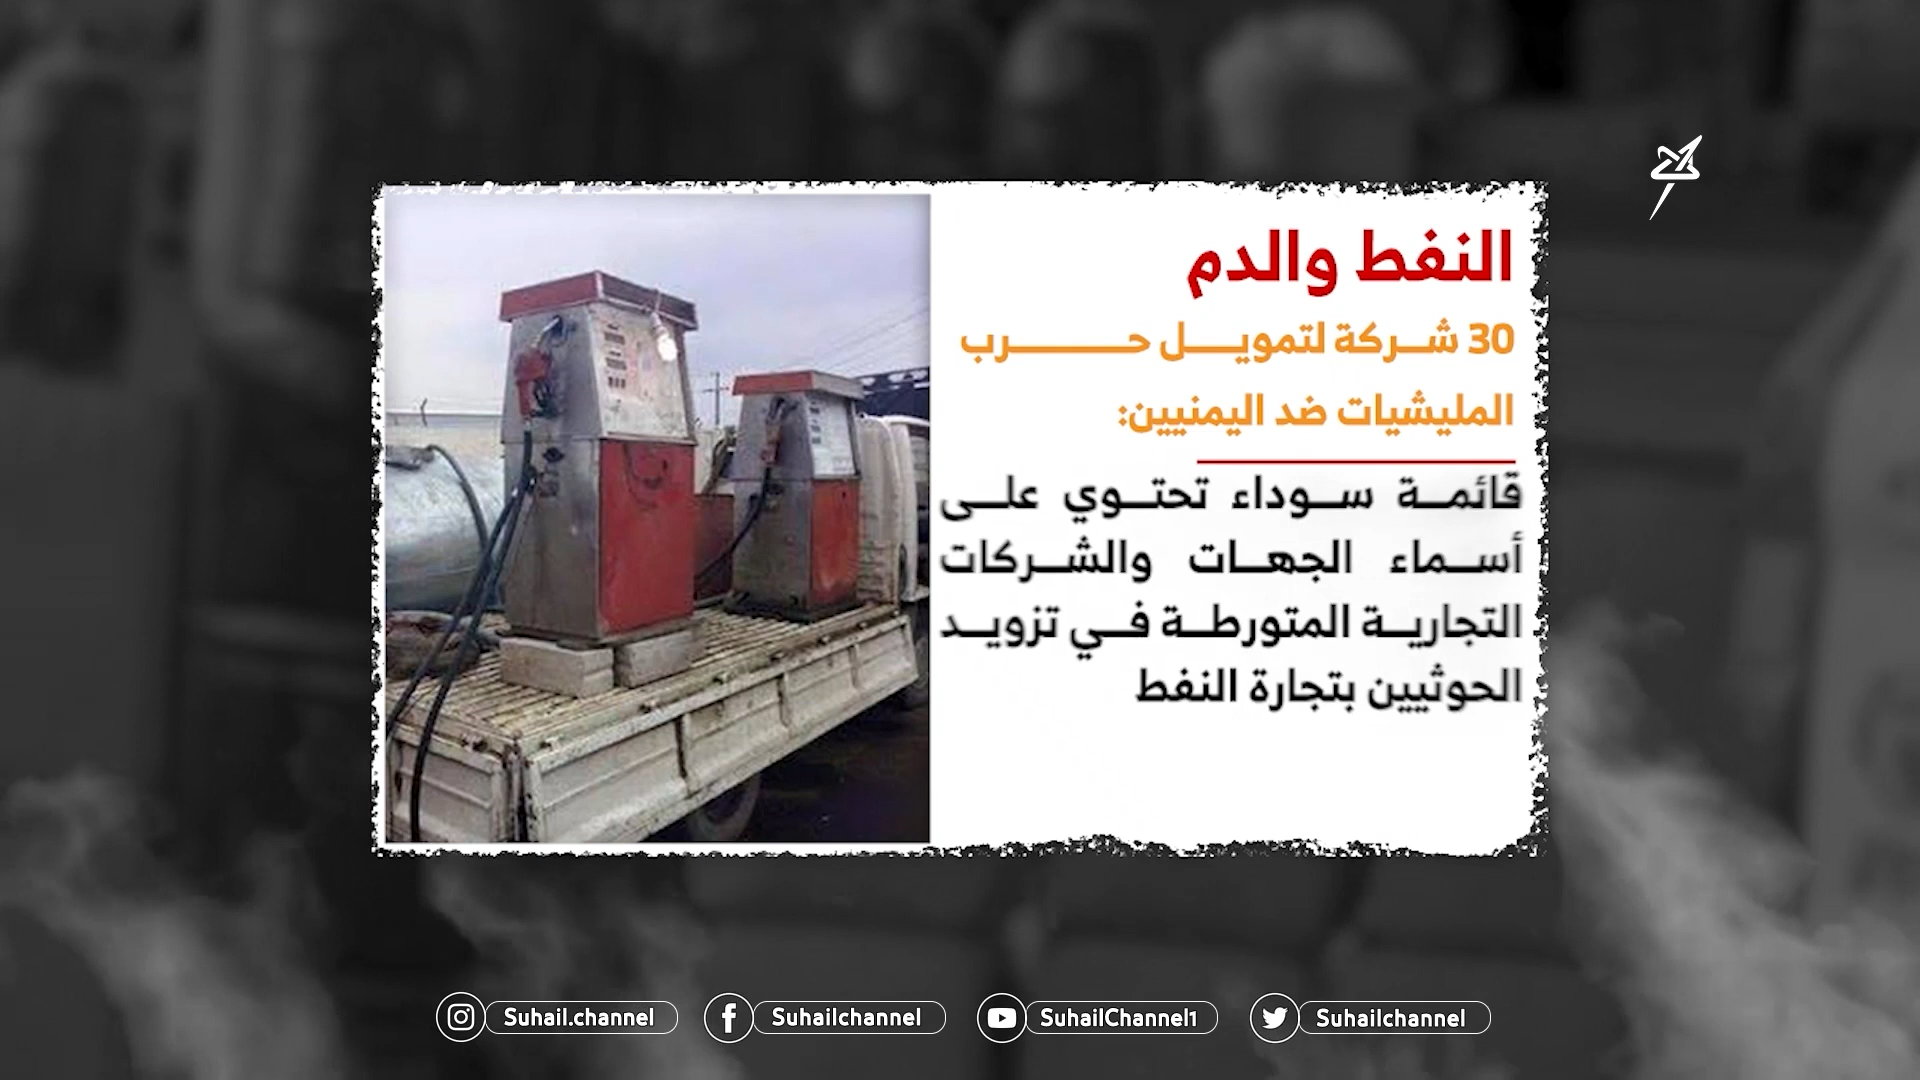 النفط والدم
30 شركة لتمويل حرب
المليشيات ضد اليمنيين:
قائمة سوداء تحتوي على
أسماء الجهات والشركات
التجارية المتورطة في تزويد
الحوثيين بتجارة النفط
Suhail.channel
Suhailchannel
SuhailChannel1
Suhailchannel